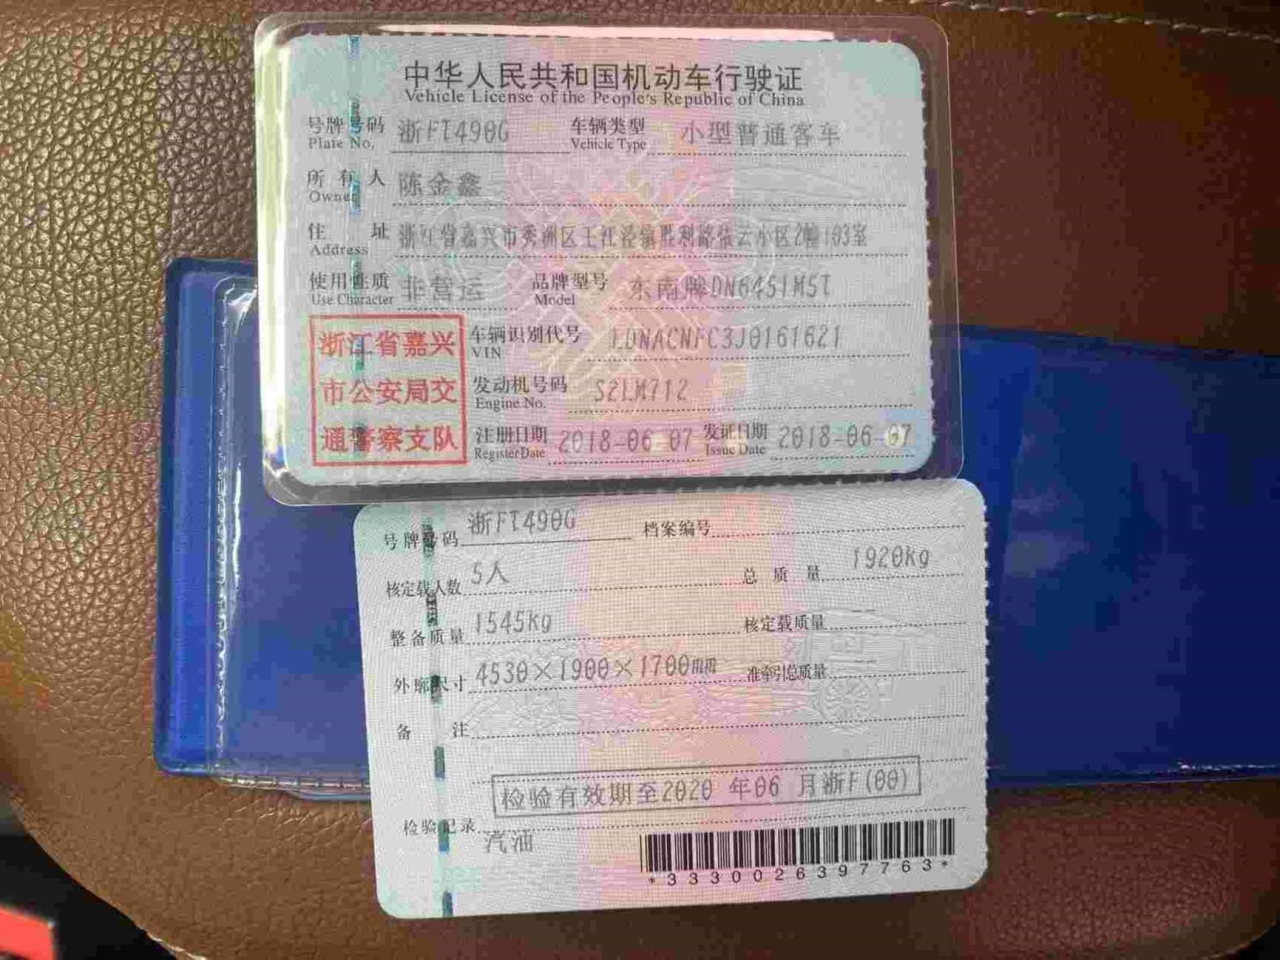 中华人民共和国机动车行驶证
Vehicle License of the People's Republic of China
号牌号码 浙FT490G 车辆类型 小型普通客车
Plate No. Vehicle Type
所有人 陈金鑫
Owner
住址 浙江省嘉兴市秀洲区王江泾镇胜利路依云小区2幢103室
Address
使用性质 非营运 品牌型号 东南牌DN6451M5T
Use Character Model
浙江省嘉兴
市公安局交
通警察支队
车辆识别代号 LDNACNFC3J0161621
VIN
发动机号码 S2LM712
Engine No.
注册日期 2018-06-07 发证日期 2018-06-07
Register Date Issue Date
号牌号码 浙FT490G 档案编号
核定载人数 5人 总质量 1920kg
整备质量 1545kg 核定载质量
外廓尺寸 4530×1900×1700mm 准牵引总质量
备注
检验有效期至2020年06月浙F(00)
检验记录
汽油
*3330026397763*